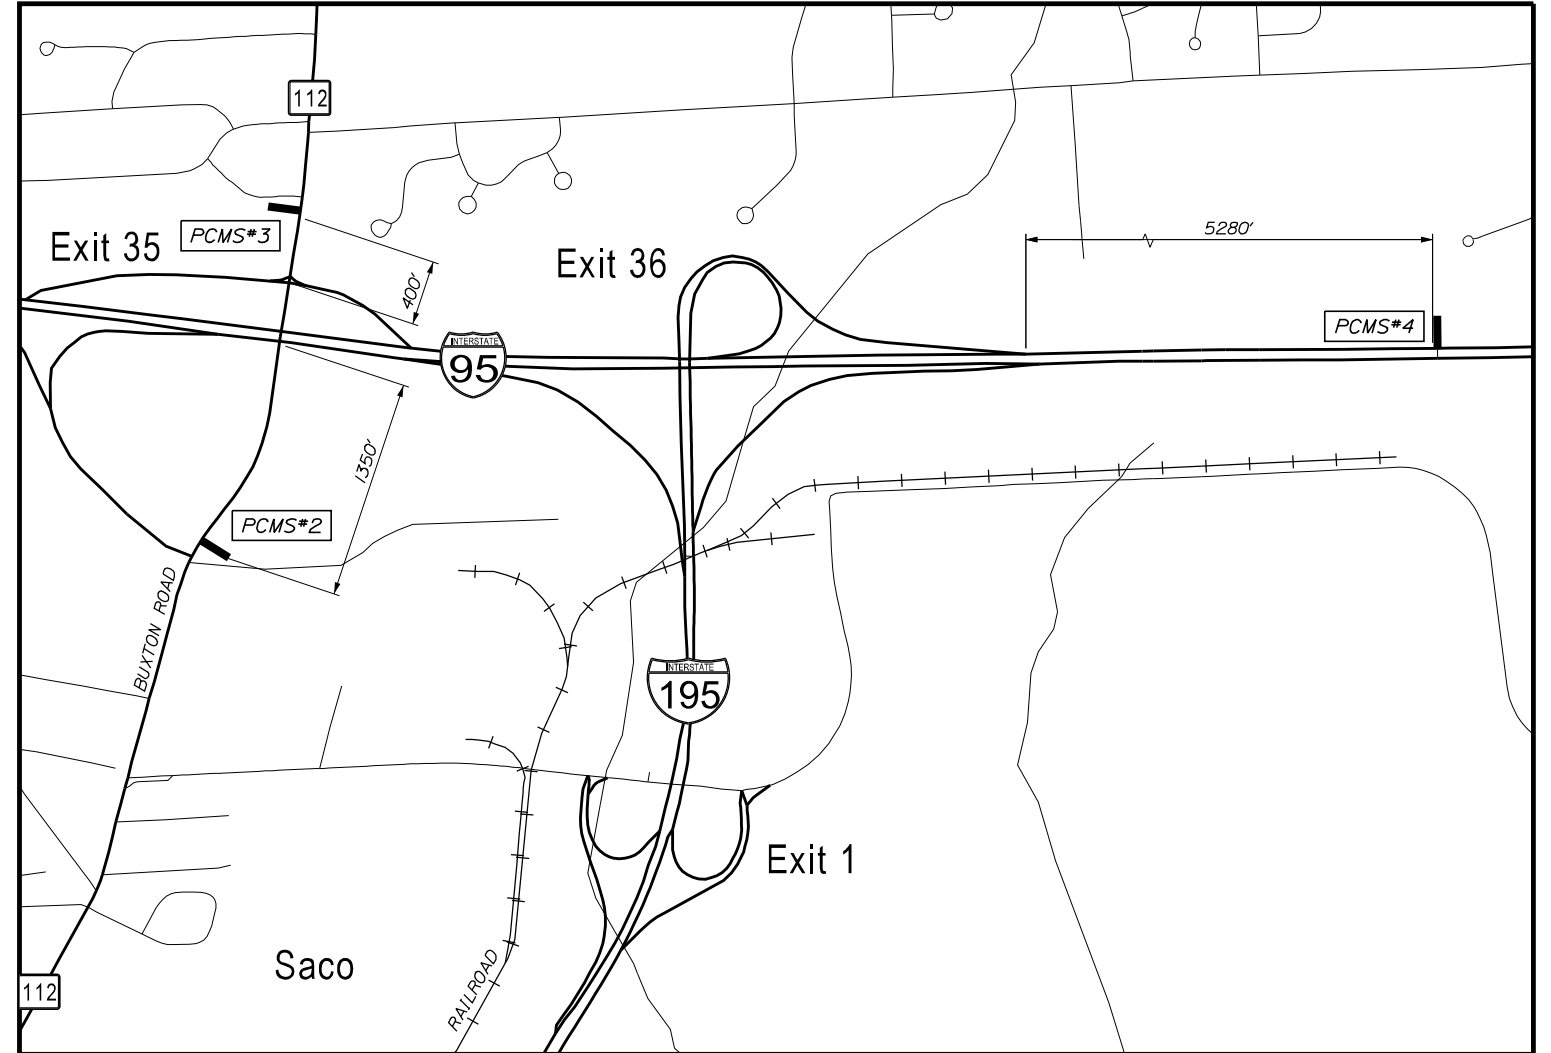 112
Exit 35
PCMS#3
Exit 36
5280'
400'
PCMS#4
INTERSTATE
95
1350'
PCMS#2
BUXTON ROAD
INTERSTATE
195
Exit 1
Saco
RAILROAD
112